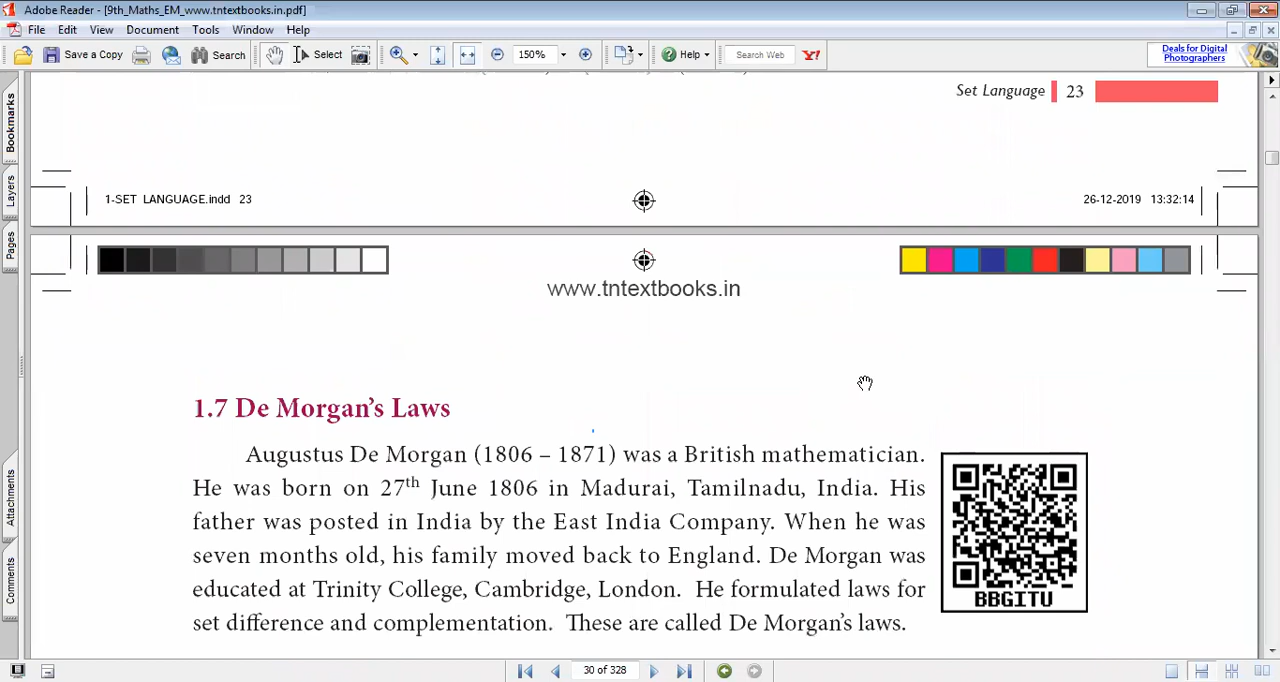 Adobe Reader - [9th_Maths_EM_www.tntextbooks.in.pdf]
File Edit View Document Tools Window Help
Save a Copy Search Select 150% Help Search Web Y!
Deals for Digital
Photographers
Bookmarks
Layers
Pages
Attachments
Comments
Set Language 23
1-SET LANGUAGE.indd 23 26-12-2019 13:32:14
www.tntextbooks.in
1.7 De Morgan's Laws
Augustus De Morgan (1806 – 1871) was a British mathematician.
He was born on 27th June 1806 in Madurai, Tamilnadu, India. His
father was posted in India by the East India Company. When he was
seven months old, his family moved back to England. De Morgan was
educated at Trinity College, Cambridge, London. He formulated laws for
set difference and complementation. These are called De Morgan's laws.
BBGITU
30 of 328